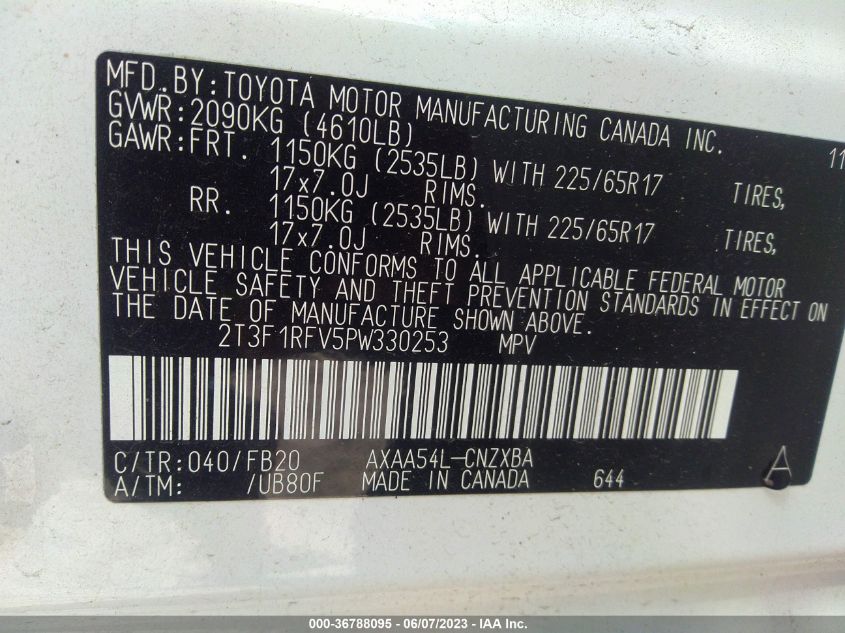 MFD.BY:TOYOTA MOTOR MANUFACTURING CANADA INC. 11
GVWR:2090KG (4610LB)
GAWR:FRT. 1150KG (2535LB) WITH 225/65R17 TIRES,
17x7.0J RIMS.
RR. 1150KG (2535LB) WITH 225/65R17 TIRES,
17x7.0J RIMS.
THIS VEHICLE CONFORMS TO ALL APPLICABLE FEDERAL MOTOR
VEHICLE SAFETY AND THEFT PREVENTION STANDARDS IN EFFECT ON
THE DATE OF MANUFACTURE SHOWN ABOVE.
2T3F1RFV5PW330253 MPV
C/TR:040/FB20 AXAA54L-CNZXBA A
A/TM: /UB80F MADE IN CANADA 644
000-36788095 - 06/07/2023 - IAA Inc.